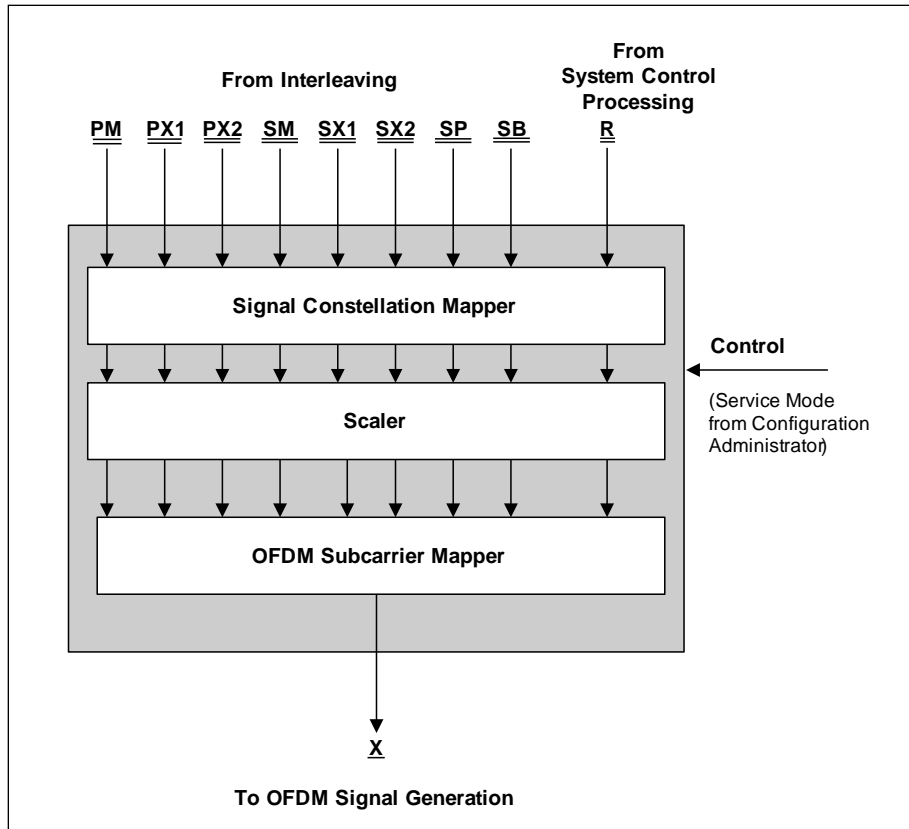 From Interleaving
From
System Control
Processing
PM PX1 PX2 SM SX1 SX2 SP SB R
Signal Constellation Mapper
Control
(Service Mode
from Configuration
Administrator)
Scaler
OFDM Subcarrier Mapper
X
To OFDM Signal Generation